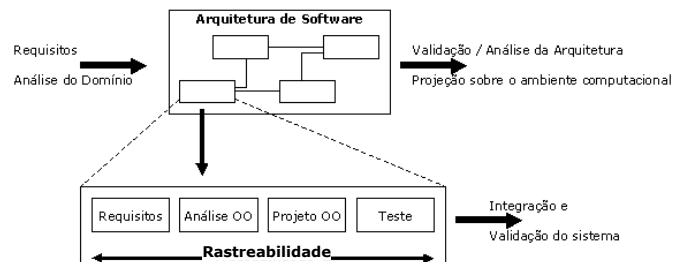 Arquitetura de Software
Requisitos
Análise do Domínio
Validação / Análise da Arquitetura
Projeção sobre o ambiente computacional
Requisitos
Análise OO
Projeto OO
Teste
Rastreabilidade
Integração e
Validação do sistema